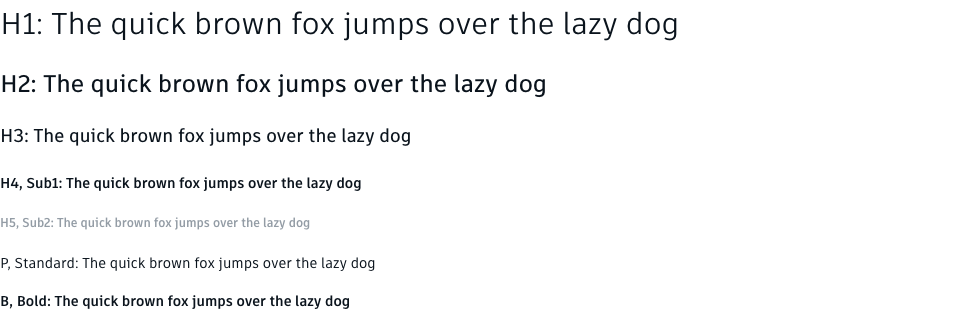 H1: The quick brown fox jumps over the lazy dog
H2: The quick brown fox jumps over the lazy dog
H3: The quick brown fox jumps over the lazy dog
H4, Sub1: The quick brown fox jumps over the lazy dog
H5, Sub2: The quick brown fox jumps over the lazy dog
P, Standard: The quick brown fox jumps over the lazy dog
B, Bold: The quick brown fox jumps over the lazy dog